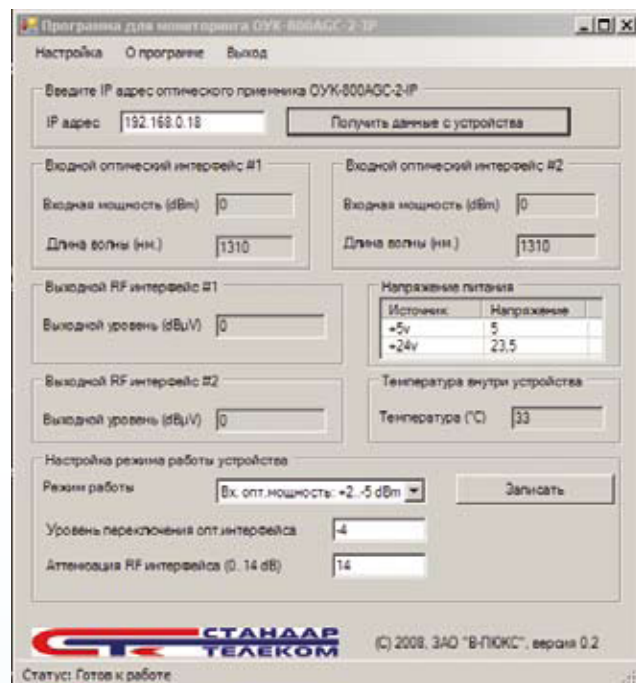 Программа для мониторинга ОУК-800AGC-2-IP
Настройка О программе Выход
Введите IP адрес оптического приемника ОУК-800AGC-2-IP
IP адрес 192.168.0.18 Получить данные с устройства
Входной оптический интерфейс #1 Входной оптический интерфейс #2
Входная мощность (dBm) 0 Входная мощность (dBm) 0
Длина волны (нм.) 1310 Длина волны (нм.) 1310
Выходной RF интерфейс #1 Напряжение питания
Источник Напряжение
Выходной уровень (dBµV) 0 +5v 5
+24v 23,5
Выходной RF интерфейс #2 Температура внутри устройства
Выходной уровень (dBµV) 0 Температура (°C) 33
Настройка режима работы устройства
Режим работы Вх. опт.мощность: +2..-5 dBm Записать
Уровень переключения опт.интерфейса -4
Аттенюация RF интерфейса (0..14 dB) 14
СТАНДАР
ТЕЛЕКОМ
(C) 2008, ЗАО "В-ЛЮКС", версия 0.2
Статус: Готов к работе